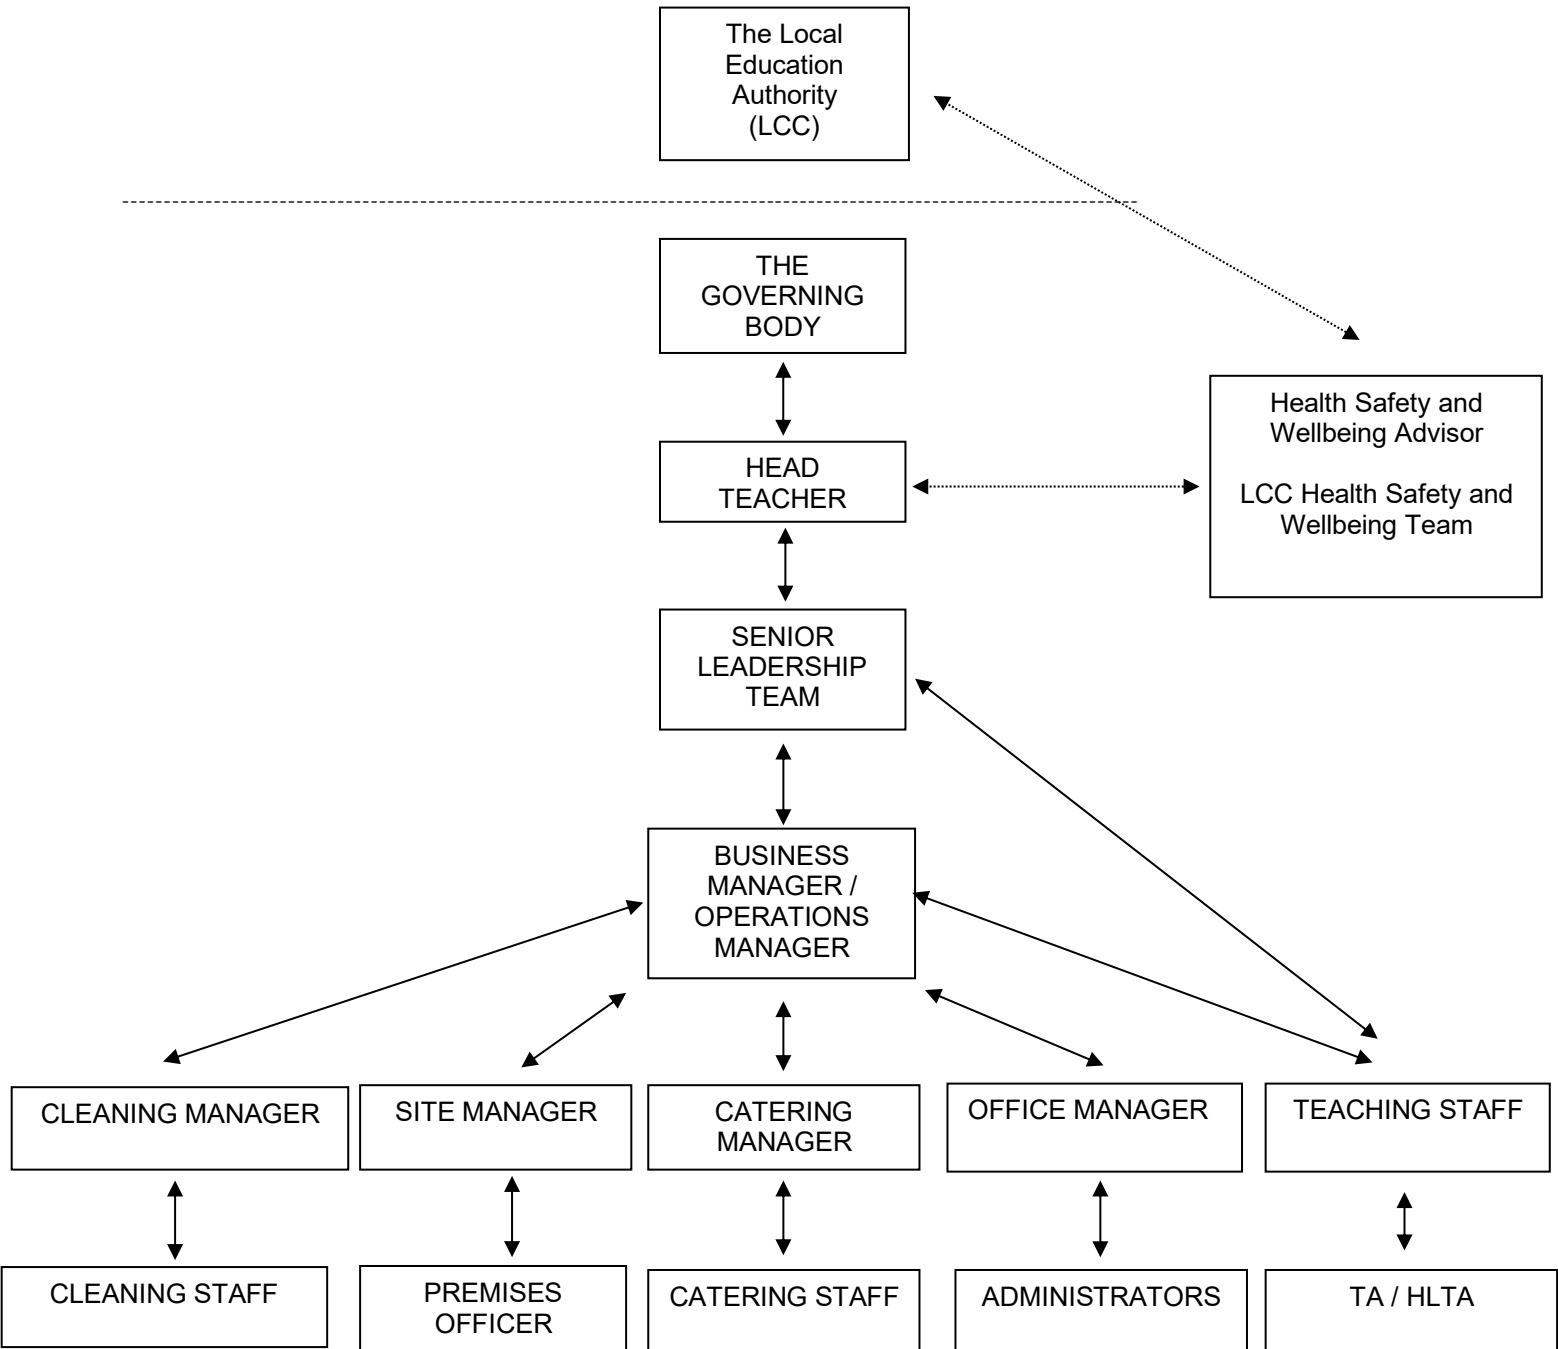 The Local
Education
Authority
(LCC)
THE
GOVERNING
BODY
HEAD
TEACHER
Health Safety and
Wellbeing Advisor
LCC Health Safety and
Wellbeing Team
SENIOR
LEADERSHIP
TEAM
BUSINESS
MANAGER /
OPERATIONS
MANAGER
CLEANING MANAGER
SITE MANAGER
CATERING
MANAGER
OFFICE MANAGER
TEACHING STAFF
CLEANING STAFF
PREMISES
OFFICER
CATERING STAFF
ADMINISTRATORS
TA / HLTA